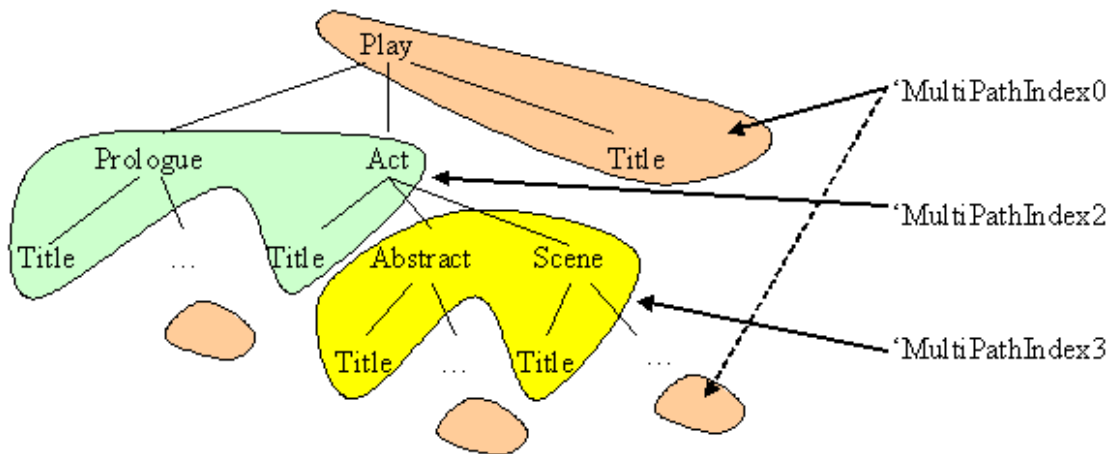 Play
‘MultiPathIndex0
Prologue Act Title
‘MultiPathIndex2
Title ... Title Abstract Scene
‘MultiPathIndex3
Title ... Title ...